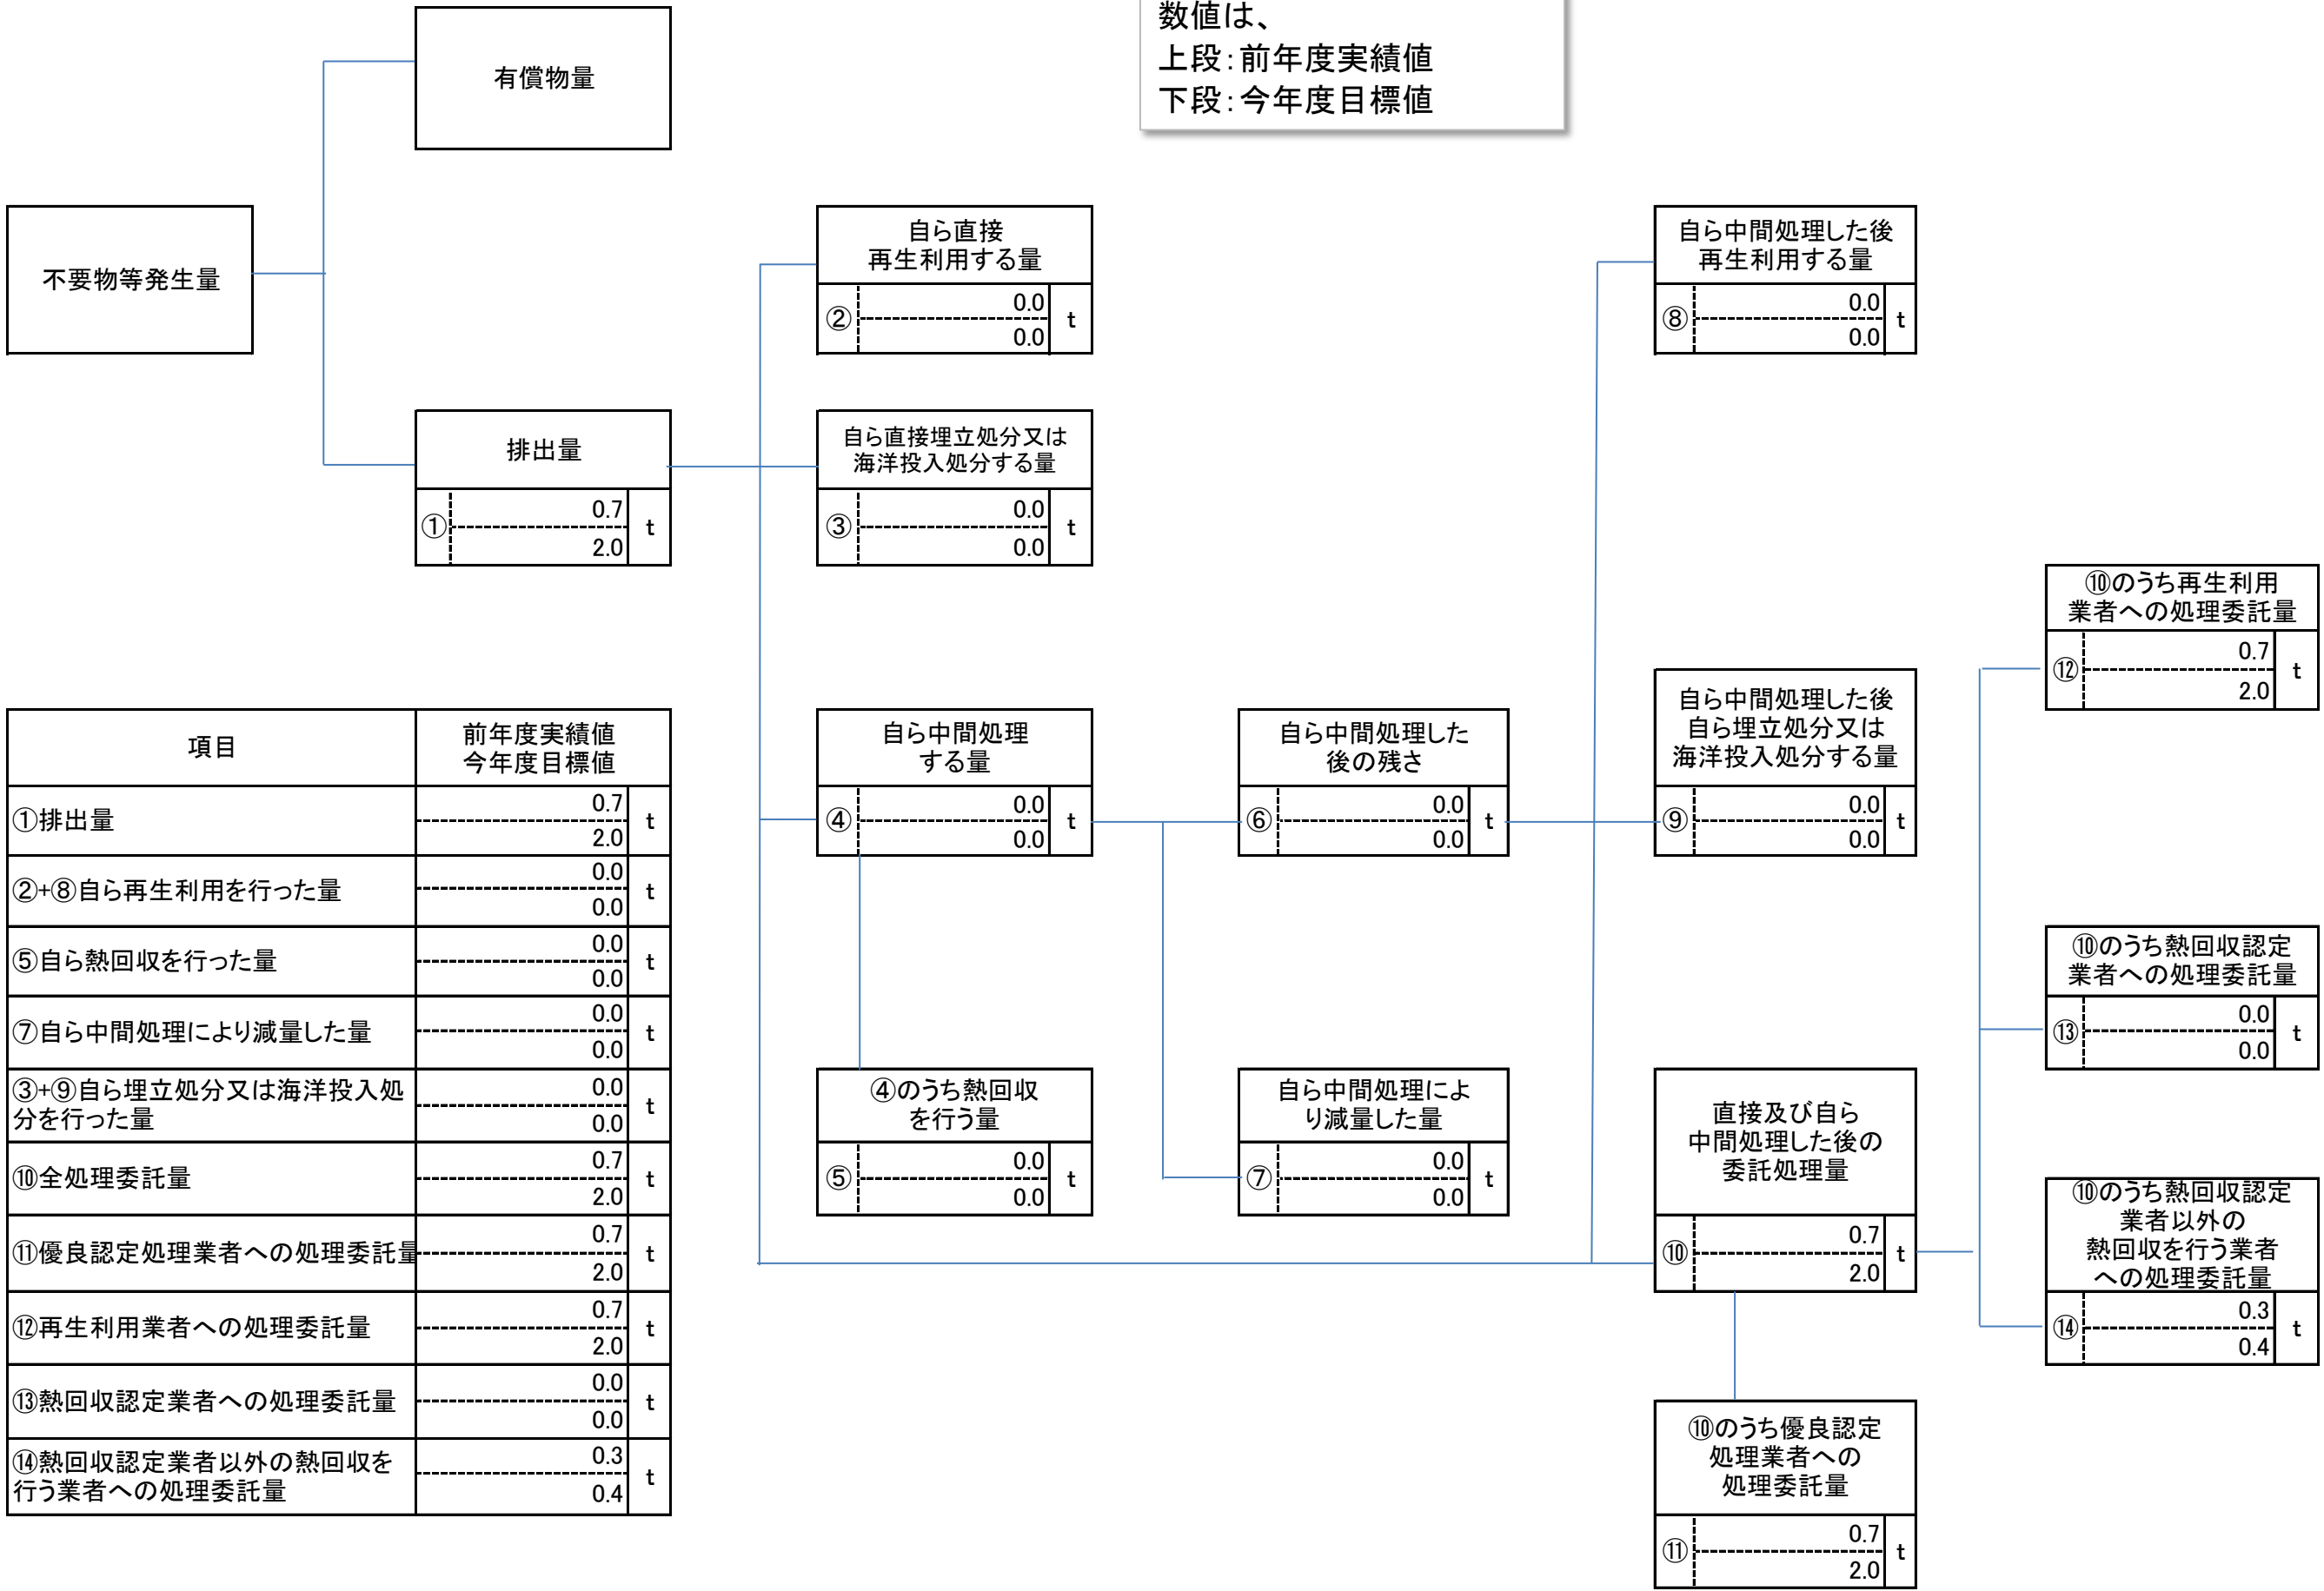 数値は、
上段：前年度実績値
下段：今年度目標値
有償物量
不要物等発生量
排出量
①
0.7
2.0
t
自ら直接
再生利用する量
②
0.0
0.0
t
自ら直接埋立処分又は
海洋投入処分する量
③
0.0
0.0
t
自ら中間処理
する量
④
0.0
0.0
t
④のうち熱回収
を行う量
⑤
0.0
0.0
t
自ら中間処理した
後の残さ
⑥
0.0
0.0
t
自ら中間処理によ
り減量した量
⑦
0.0
0.0
t
自ら中間処理した後
再生利用する量
⑧
0.0
0.0
t
自ら中間処理した後
自ら埋立処分又は
海洋投入処分する量
⑨
0.0
0.0
t
直接及び自ら
中間処理した後の
委託処理量
⑩
0.7
2.0
t
⑩のうち優良認定
処理業者への
処理委託量
⑪
0.7
2.0
t
⑩のうち再生利用
業者への処理委託量
⑫
0.7
2.0
t
⑩のうち熱回収認定
業者への処理委託量
⑬
0.0
0.0
t
⑩のうち熱回収認定
業者以外の
熱回収を行う業者
への処理委託量
⑭
0.3
0.4
t
項目
前年度実績値
今年度目標値
①排出量
0.7
2.0
t
②+⑧自ら再生利用を行った量
0.0
0.0
t
⑤自ら熱回収を行った量
0.0
0.0
t
⑦自ら中間処理により減量した量
0.0
0.0
t
③+⑨自ら埋立処分又は海洋投入処
分を行った量
0.0
0.0
t
⑩全処理委託量
0.7
2.0
t
⑪優良認定処理業者への処理委託量
0.7
2.0
t
⑫再生利用業者への処理委託量
0.7
2.0
t
⑬熱回収認定業者への処理委託量
0.0
0.0
t
⑭熱回収認定業者以外の熱回収を
行う業者への処理委託量
0.3
0.4
t